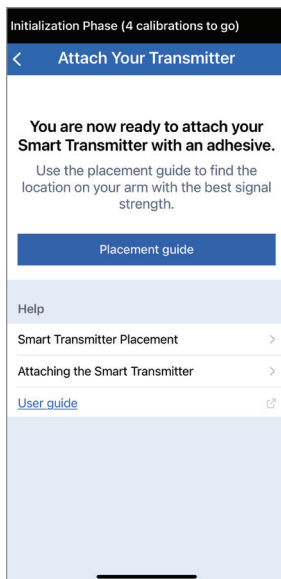 Initialization Phase (4 calibrations to go)
Attach Your Transmitter
You are now ready to attach your
Smart Transmitter with an adhesive.
Use the placement guide to find the
location on your arm with the best signal
strength.
Placement guide
Help
Smart Transmitter Placement
Attaching the Smart Transmitter
User guide